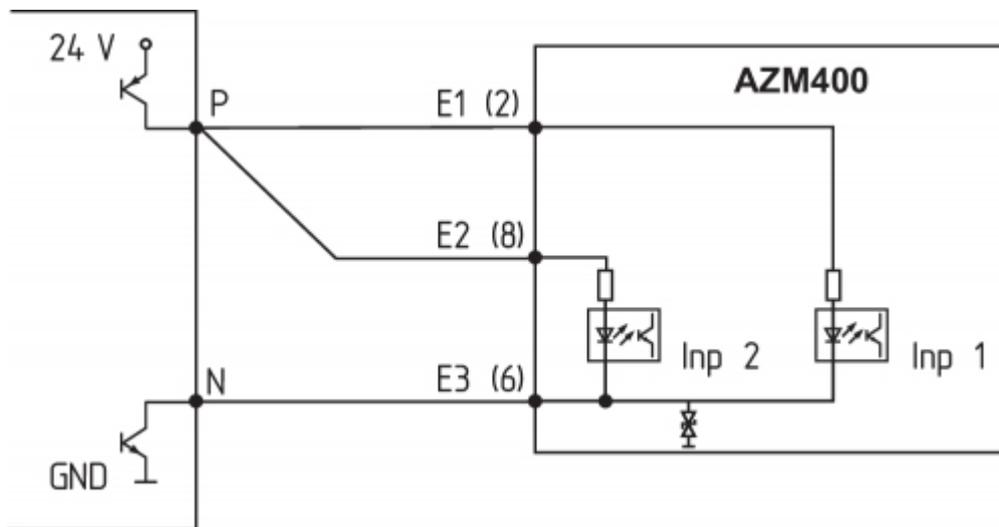 24 V
AZM400
P
E1 (2)
E2 (8)
Inp 2
Inp 1
N
E3 (6)
GND